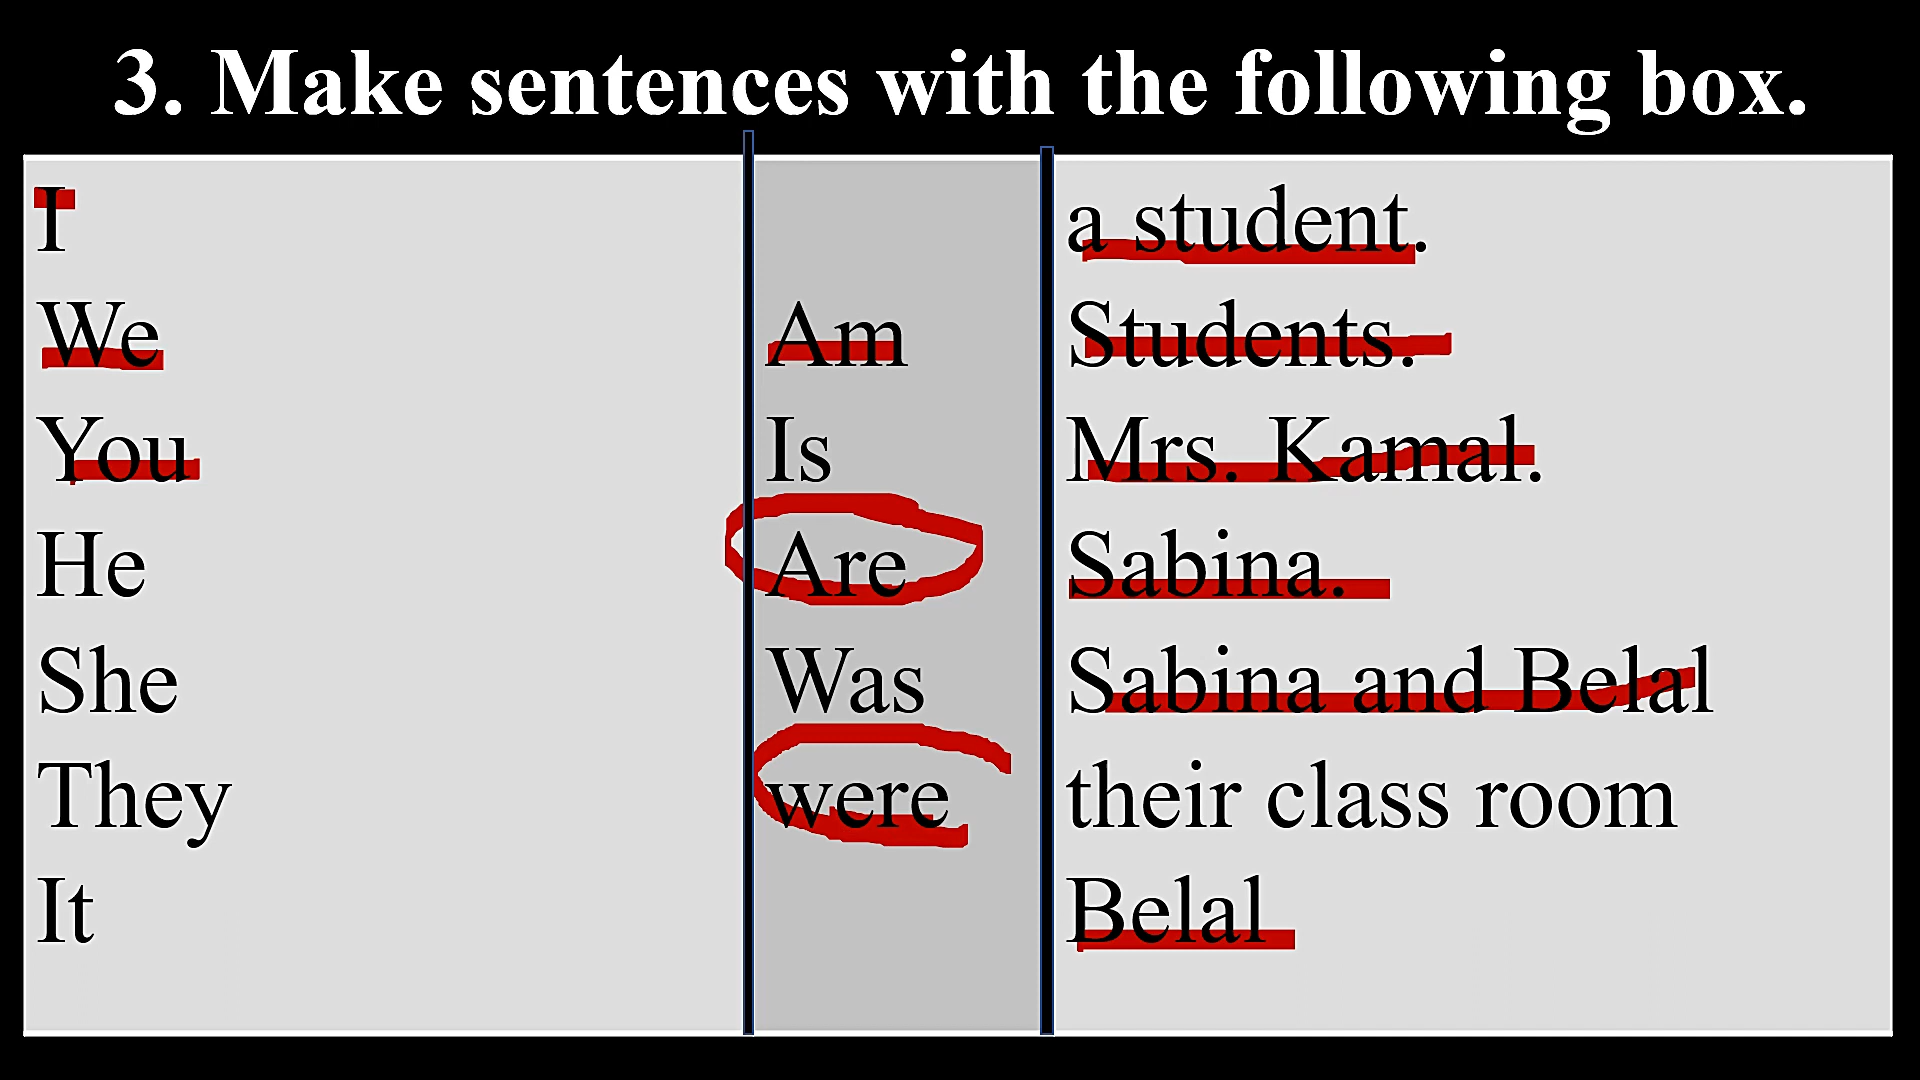 3. Make sentences with the following box.
I
We
You
He
She
They
It
Am
Is
Are
Was
were
a student.
Students.
Mrs. Kamal.
Sabina.
Sabina and Belal
their class room
Belal